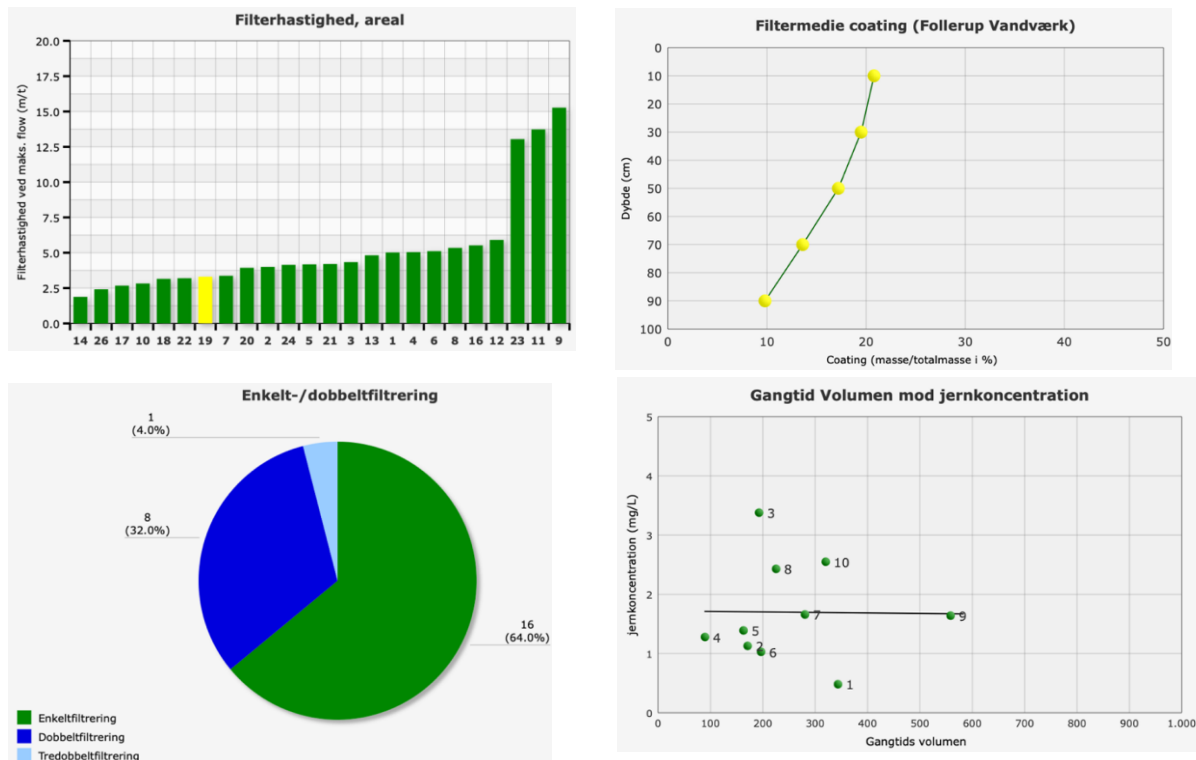 Filterhastighed, areal
Filterhastighed ved maks. flow (m/t)
20.0
17.5
15.0
12.5
10.0
7.5
5.0
2.5
0.0
14 26 17 10 18 22 19 7 20 2 24 5 21 3 13 1 4 6 8 16 12 23 11 9
Filtermedie coating (Follerup Vandværk)
Dybde (cm)
0
10
20
30
40
50
60
70
80
90
100
0 10 20 30 40 50
Coating (masse/totalmasse i %)
Enkelt-/dobbeltfiltrering
1
(4.0%)
8
(32.0%)
16
(64.0%)
Enkeltfiltrering
Dobbeltfiltrering
Tredobbeltfiltrering
Gangtid Volumen mod jernkoncentration
jernkoncentration (mg/L)
5
4
3
2
1
0
3
10
8
7
9
5
4
2
6
1
0 100 200 300 400 500 600 700 800 900 1.000
Gangtids volumen